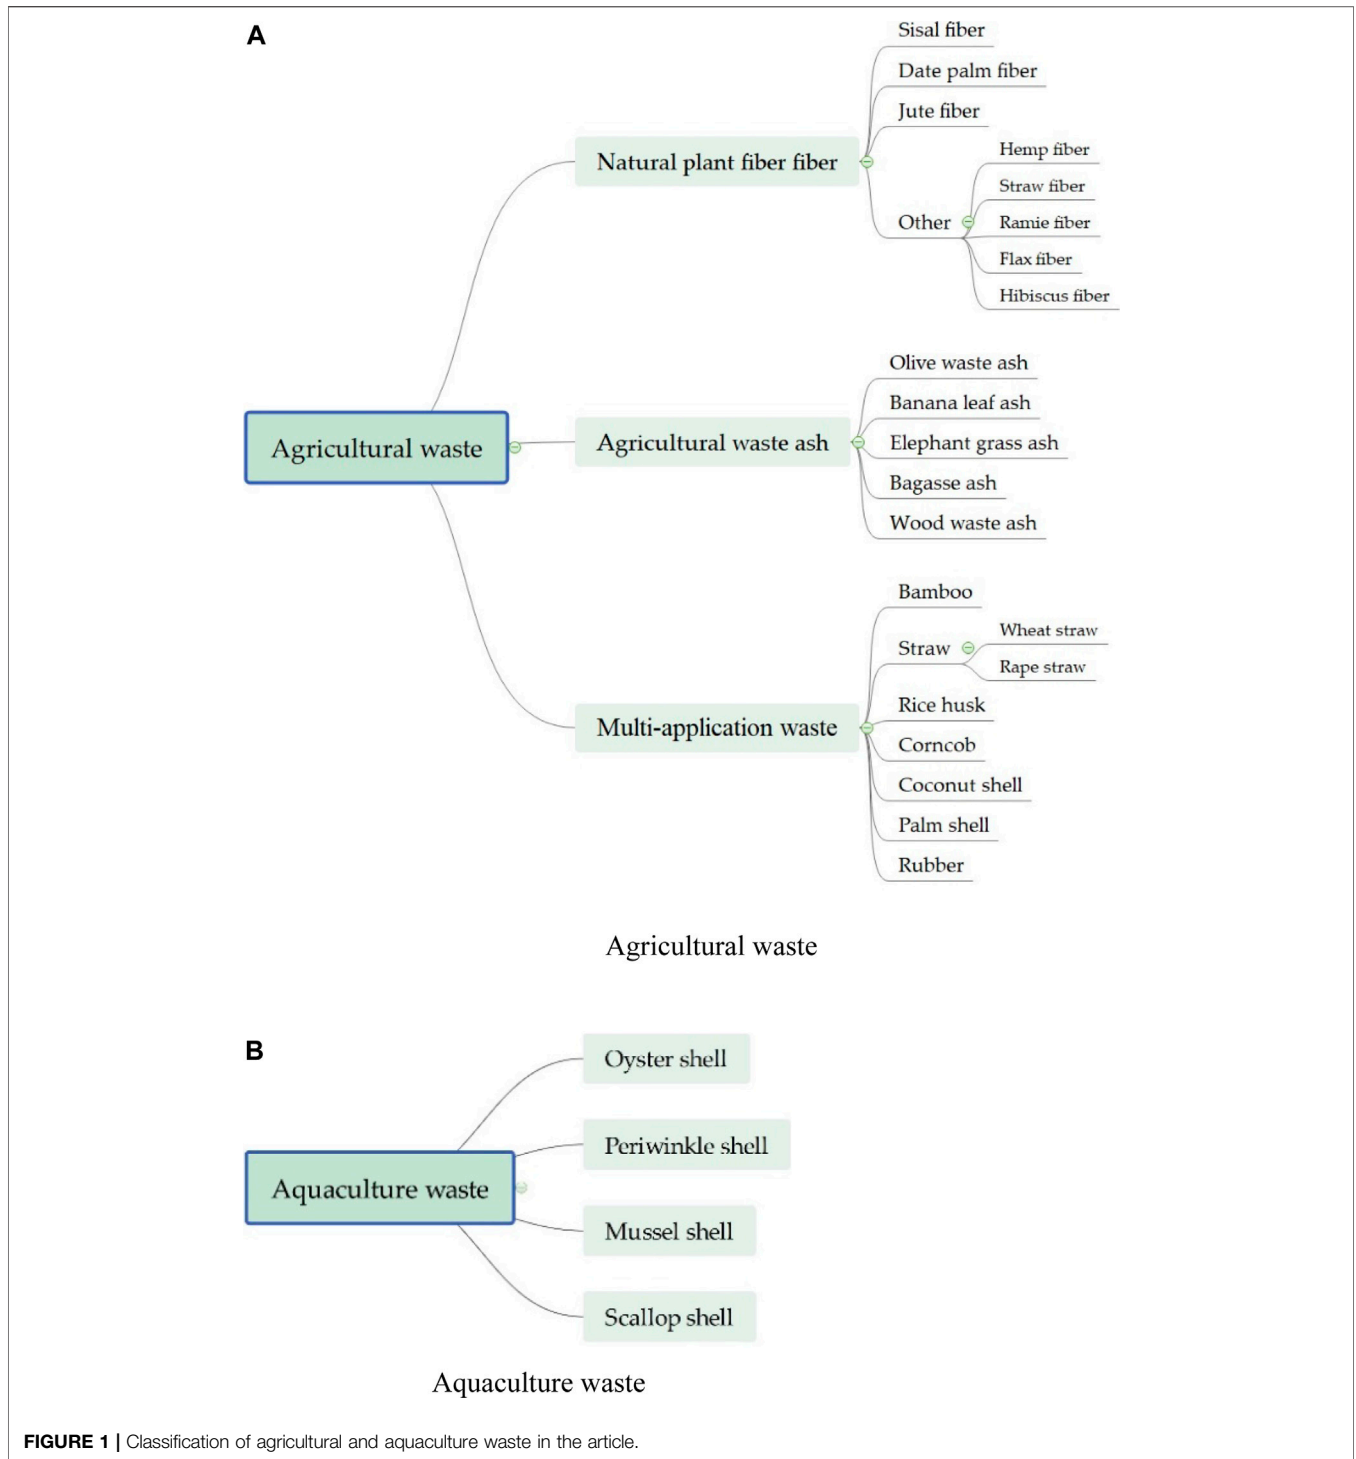 A
Sisal fiber
Date palm fiber
Jute fiber
Natural plant fiber fiber
Other
Hemp fiber
Straw fiber
Ramie fiber
Flax fiber
Hibiscus fiber
Agricultural waste
Agricultural waste ash
Olive waste ash
Banana leaf ash
Elephant grass ash
Bagasse ash
Wood waste ash
Multi-application waste
Bamboo
Straw
Wheat straw
Rape straw
Rice husk
Corncob
Coconut shell
Palm shell
Rubber
Agricultural waste
B
Aquaculture waste
Oyster shell
Periwinkle shell
Mussel shell
Scallop shell
Aquaculture waste
FIGURE 1 | Classification of agricultural and aquaculture waste in the article.